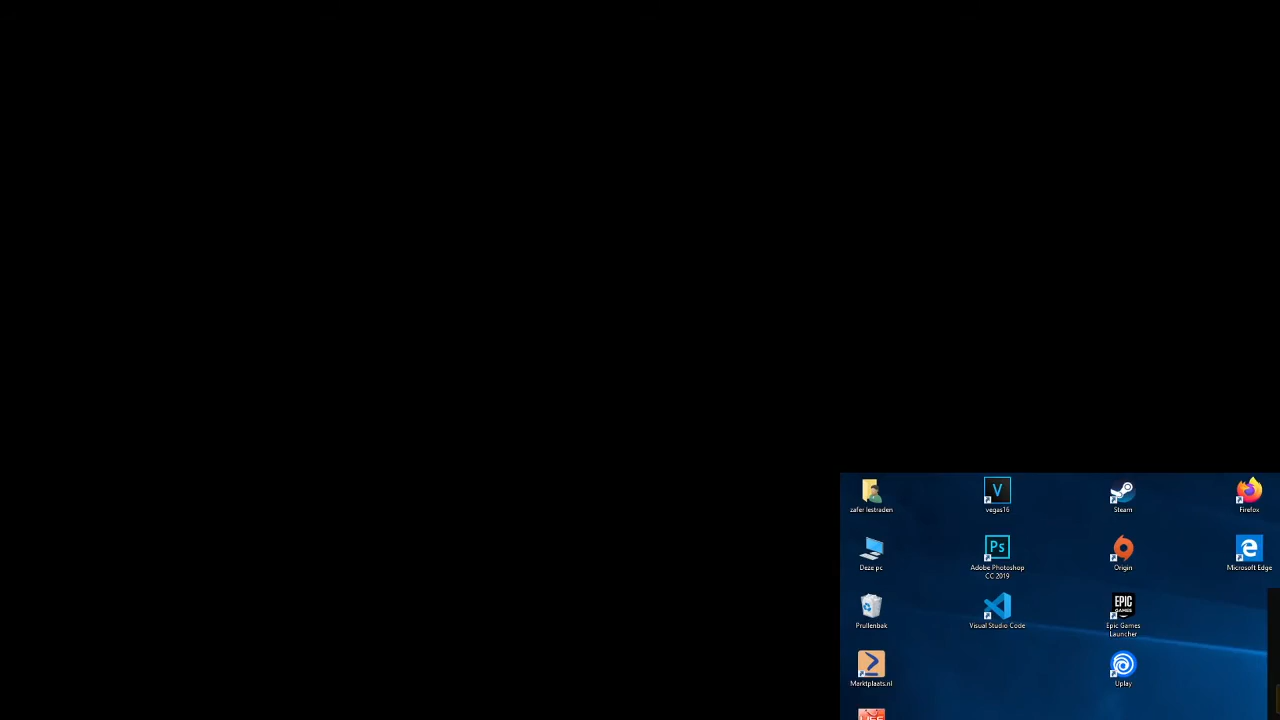 zafer lestraden
vegas16
Steam
Firefox
Deze pc
Adobe Photoshop
CC 2019
Origin
Microsoft Edge
Prullenbak
Visual Studio Code
EPIC
GAMES
Epic Games
Launcher
Marktplaats.nl
Uplay